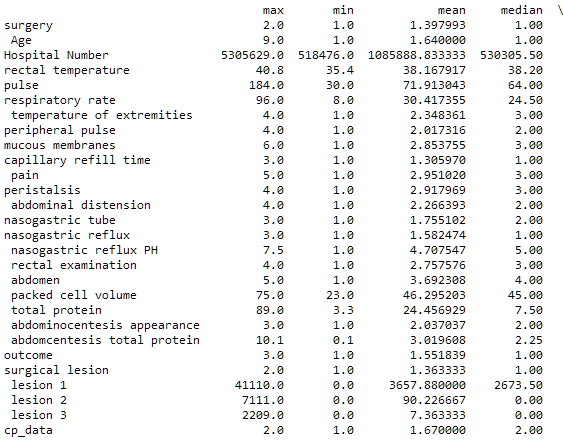 max min mean median \
surgery 2.0 1.0 1.397993 1.00
Age 9.0 1.0 1.640000 1.00
Hospital Number 5305629.0 518476.0 1085888.833333 530305.50
rectal temperature 40.8 35.4 38.167917 38.20
pulse 184.0 30.0 71.913043 64.00
respiratory rate 96.0 8.0 30.417355 24.50
temperature of extremities 4.0 1.0 2.348361 3.00
peripheral pulse 4.0 1.0 2.017316 2.00
mucous membranes 6.0 1.0 2.853755 3.00
capillary refill time 3.0 1.0 1.305970 1.00
pain 5.0 1.0 2.951020 3.00
peristalsis 4.0 1.0 2.917969 3.00
abdominal distension 4.0 1.0 2.266393 2.00
nasogastric tube 3.0 1.0 1.755102 2.00
nasogastric reflux 3.0 1.0 1.582474 1.00
nasogastric reflux PH 7.5 1.0 4.707547 5.00
rectal examination 4.0 1.0 2.757576 3.00
abdomen 5.0 1.0 3.692308 4.00
packed cell volume 75.0 23.0 46.295203 45.00
total protein 89.0 3.3 24.456929 7.50
abdominocentesis appearance 3.0 1.0 2.037037 2.00
abdomcentesis total protein 10.1 0.1 3.019608 2.25
outcome 3.0 1.0 1.551839 1.00
surgical lesion 2.0 1.0 1.363333 1.00
lesion 1 41110.0 0.0 3657.880000 2673.50
lesion 2 7111.0 0.0 90.226667 0.00
lesion 3 2209.0 0.0 7.363333 0.00
cp_data 2.0 1.0 1.670000 2.00